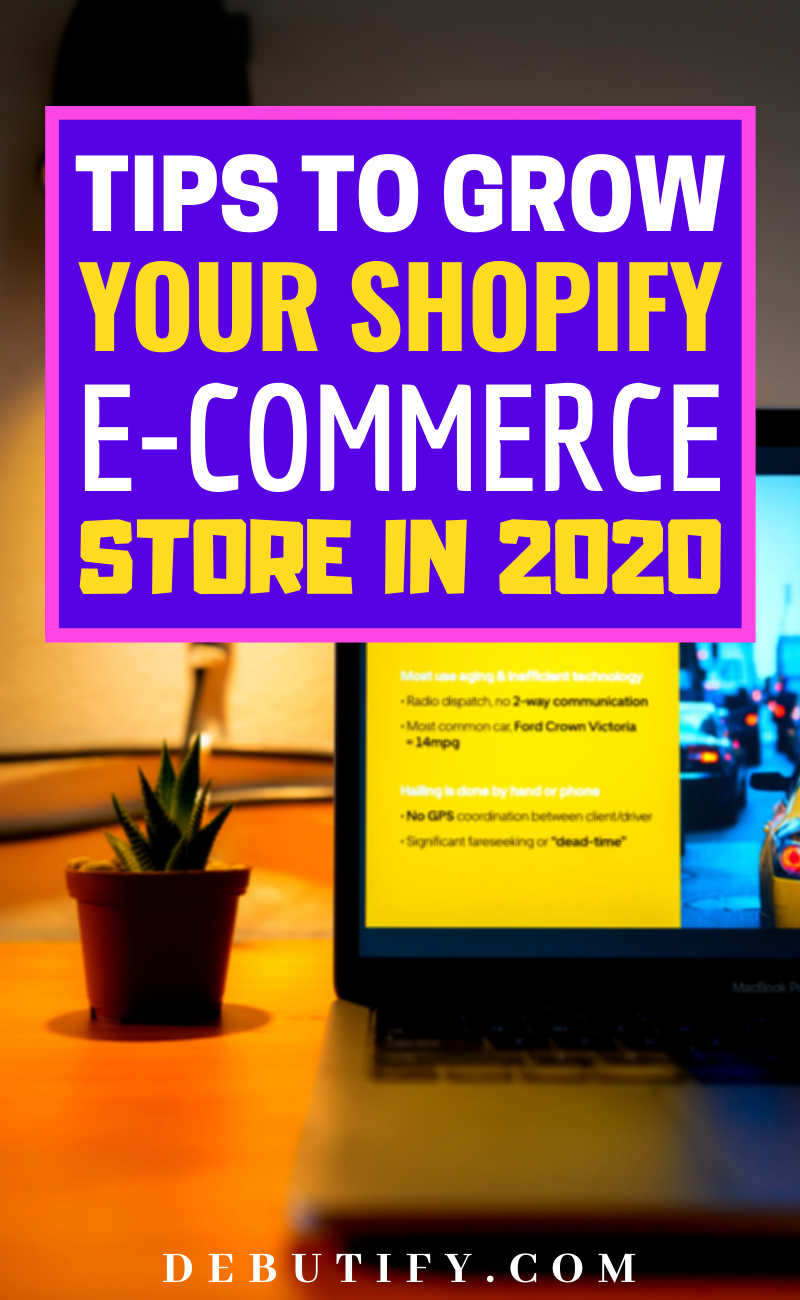 TIPS TO GROW
YOUR SHOPIFY
E-COMMERCE
STORE IN 2020
Most use aging & inefficient technology
• Radio dispatch, no 2-way communication
• Most common car, Ford Crown Victoria
= 14mpg
Hailing is done by hand or phone
• No GPS coordination between client/driver
• Significant fareseeking or "dead-time"
MacBook
DEBUTIFY.COM